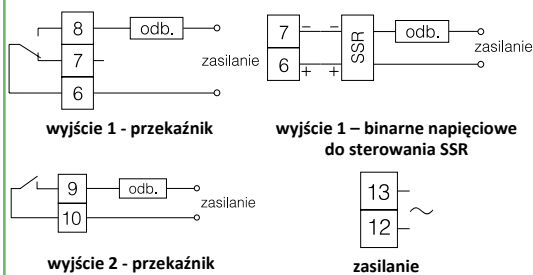 8 odb.
7 zasilanie
6
wyjście 1 - przekaźnik
7 – – SSR odb.
zasilanie
6 + +
wyjście 1 – binarne napięciowe
do sterowania SSR
9 odb.
zasilanie
10
wyjście 2 - przekaźnik
13
12
zasilanie